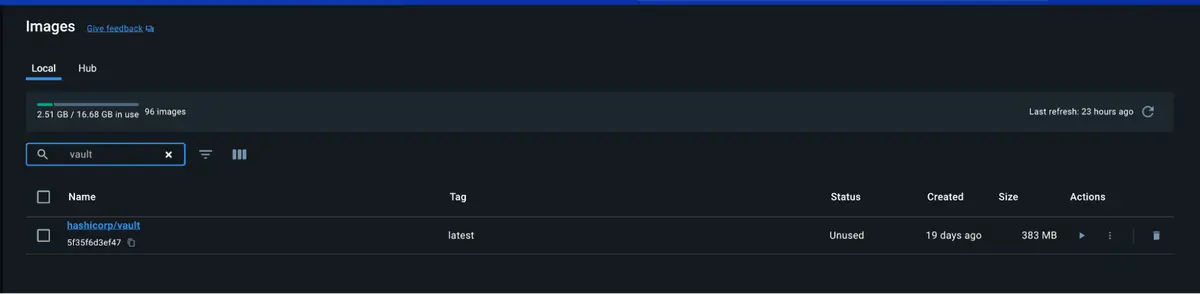 Images Give feedback
Local Hub
2.51 GB / 16.68 GB in use 96 images Last refresh: 23 hours ago
vault
Name Tag Status Created Size Actions
hashicorp/vault
5f35f6d3ef47 latest Unused 19 days ago 383 MB